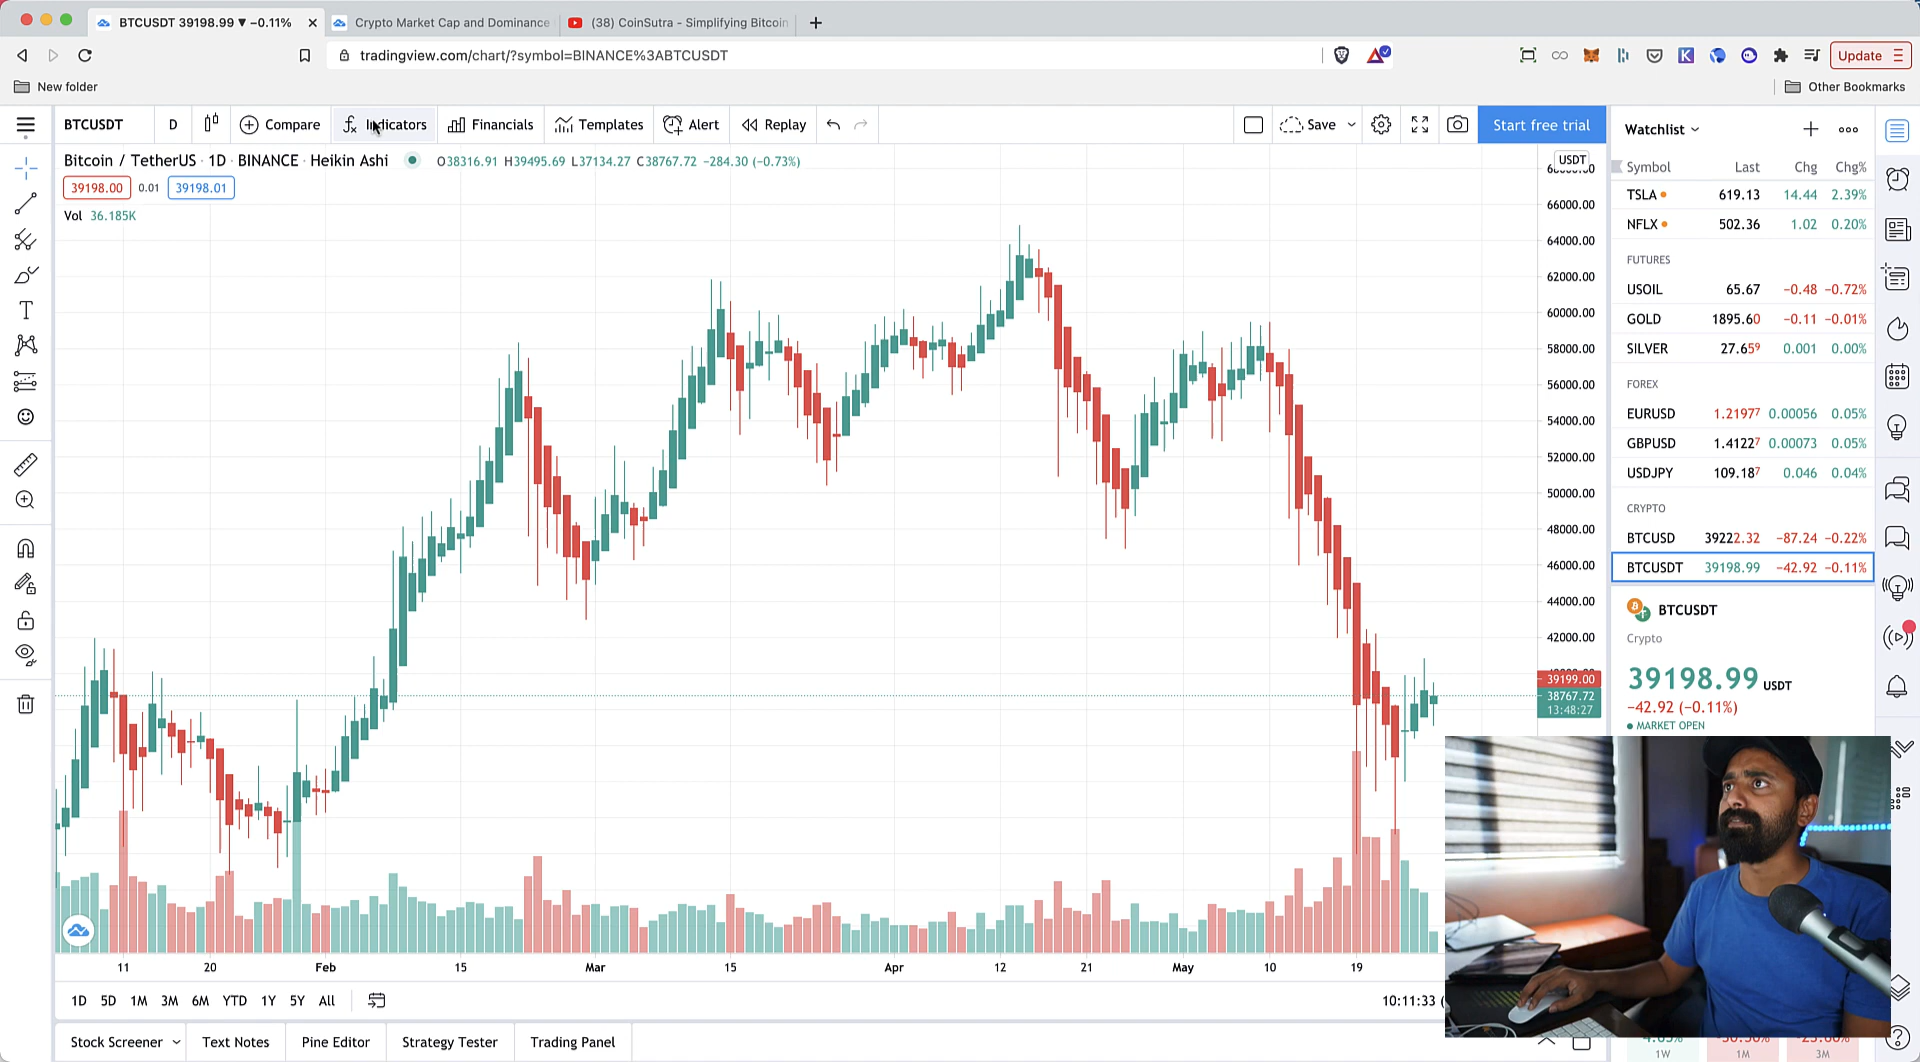 BTCUSDT 39198.99 ▼ −0.11%
Crypto Market Cap and Dominance
(38) CoinSutra - Simplifying Bitcoin
tradingview.com/chart/?symbol=BINANCE%3ABTCUSDT
Update
New folder
Other Bookmarks
BTCUSDT D Compare Indicators Financials Templates Alert Replay Save Start free trial
Bitcoin / TetherUS · 1D · BINANCE · Heikin Ashi O38316.91 H39495.69 L37134.27 C38767.72 −284.30 (−0.73%)
39198.00 0.01 39198.01
Vol 36.185K
USDT
66000.00
64000.00
62000.00
60000.00
58000.00
56000.00
54000.00
52000.00
50000.00
48000.00
46000.00
44000.00
42000.00
39199.00
38767.72
13:48:27
11 20 Feb 15 Mar 15 Apr 12 21 May 10 19
1D 5D 1M 3M 6M YTD 1Y 5Y All
10:11:33 (
Stock Screener Text Notes Pine Editor Strategy Tester Trading Panel
Watchlist
Symbol Last Chg Chg%
TSLA 619.13 14.44 2.39%
NFLX 502.36 1.02 0.20%
FUTURES
USOIL 65.67 −0.48 −0.72%
GOLD 1895.60 −0.11 −0.01%
SILVER 27.659 0.001 0.00%
FOREX
EURUSD 1.21977 0.00056 0.05%
GBPUSD 1.41227 0.00073 0.05%
USDJPY 109.187 0.046 0.04%
CRYPTO
BTCUSD 39222.32 −87.24 −0.22%
BTCUSDT 39198.99 −42.92 −0.11%
BTCUSDT
Crypto
39198.99 USDT
−42.92 (−0.11%)
MARKET OPEN
1W 1M 3M